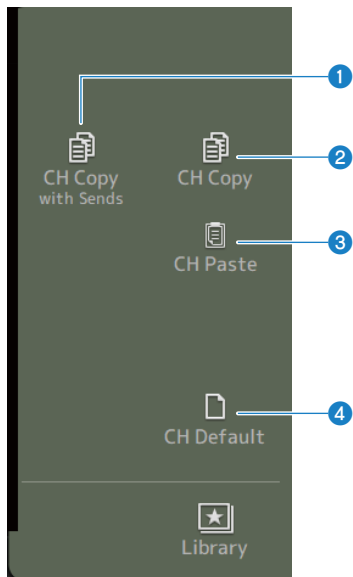 1
CH Copy
with Sends
CH Copy
2
CH Paste
3
CH Default
4
Library